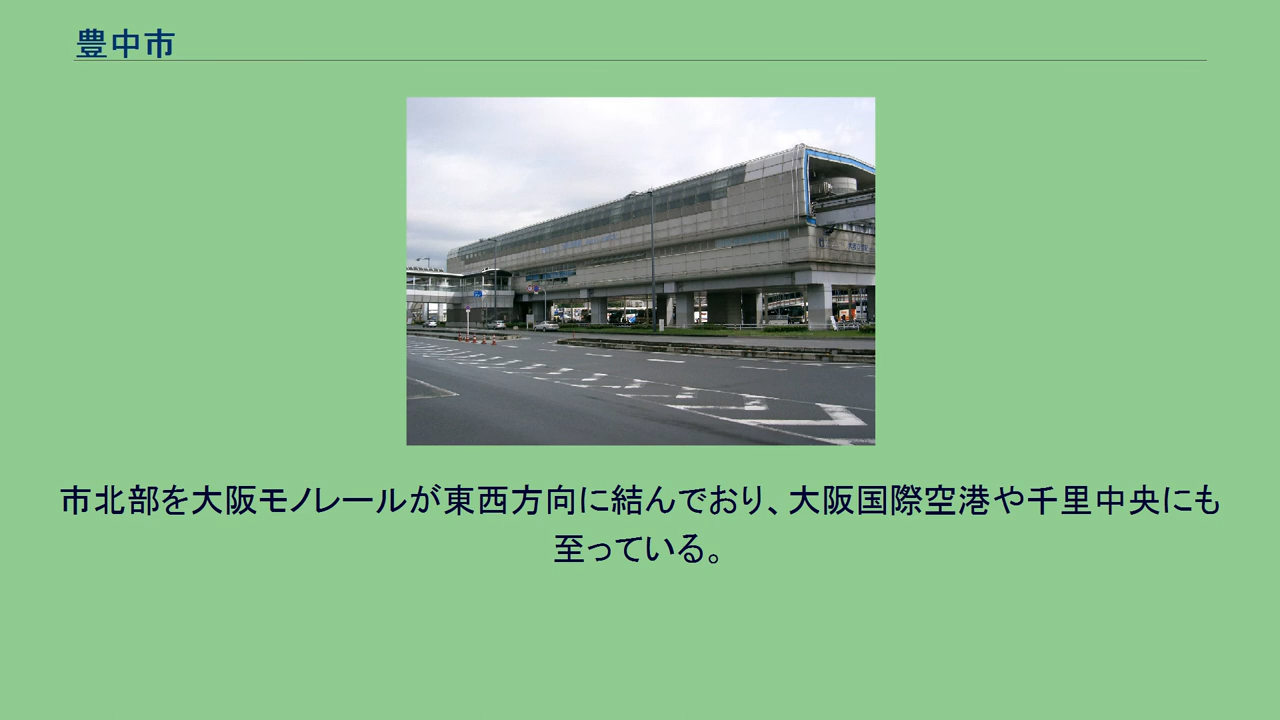 豊中市
市北部を大阪モノレールが東西方向に結んでおり、大阪国際空港や千里中央にも
至っている。